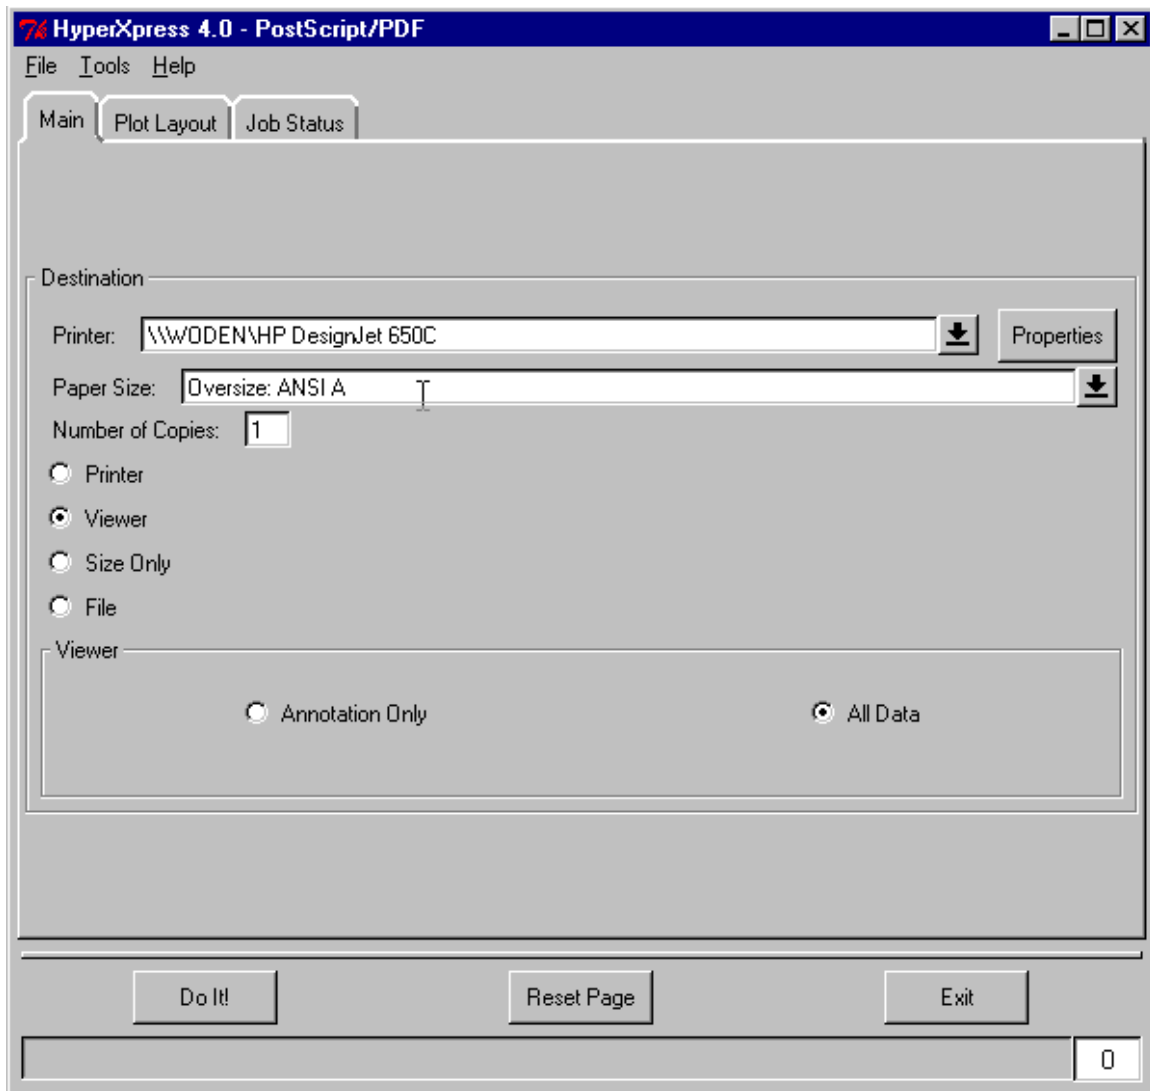 HyperXpress 4.0 - PostScript/PDF
File Tools Help
Main Plot Layout Job Status
Destination
Printer: \\WODEN\HP DesignJet 650C Properties
Paper Size: Oversize: ANSI A
Number of Copies: 1
Printer
Viewer
Size Only
File
Viewer
Annotation Only All Data
Do It! Reset Page Exit
0